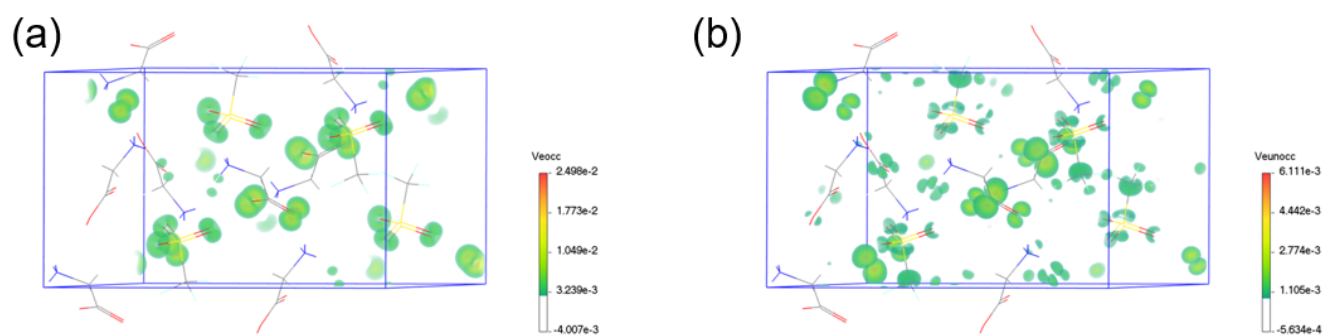 (a)
Veocc
2.498e-2
1.773e-2
1.049e-2
3.239e-3
-4.007e-3
(b)
Veunocc
6.111e-3
4.442e-3
2.774e-3
1.105e-3
-5.634e-4